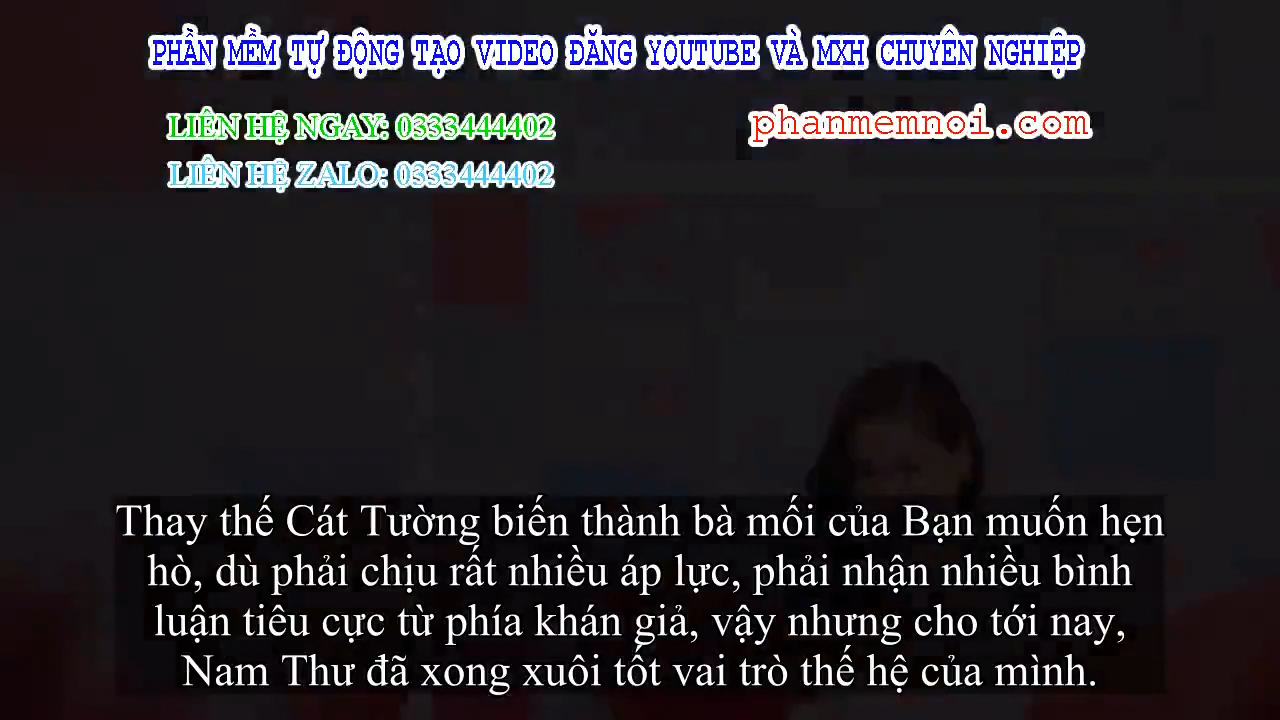 PHẦN MỀM TỰ ĐỘNG TẠO VIDEO ĐĂNG YOUTUBE VÀ MXH CHUYÊN NGHIỆP
LIÊN HỆ NGAY: 0333444402
phanmemnoi.com
LIÊN HỆ ZALO: 0333444402
Thay thế Cát Tường biến thành bà mối của Bạn muốn hẹn
hò, dù phải chịu rất nhiều áp lực, phải nhận nhiều bình
luận tiêu cực từ phía khán giả, vậy nhưng cho tới nay,
Nam Thư đã xong xuôi tốt vai trò thế hệ của mình.